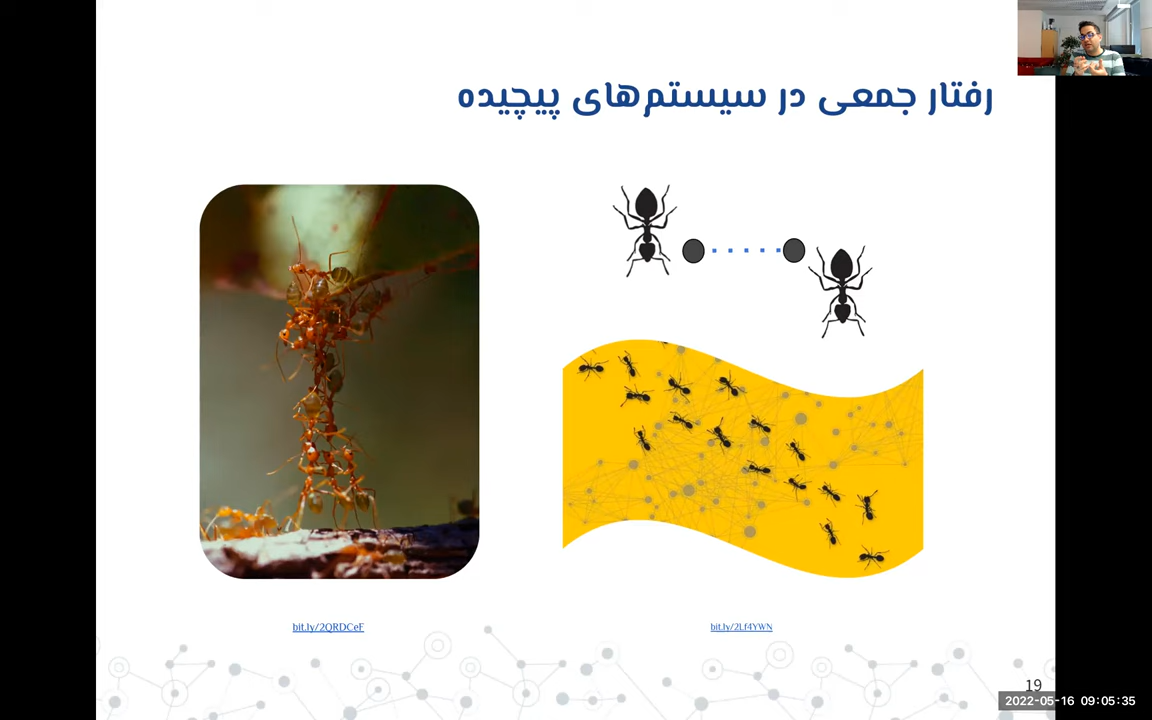 رفتار جمعی در سیستم‌های پیچیده
bit.ly/2QRDCeF
bit.ly/2Lf4YWN
19
2022-05-16 09:05:35